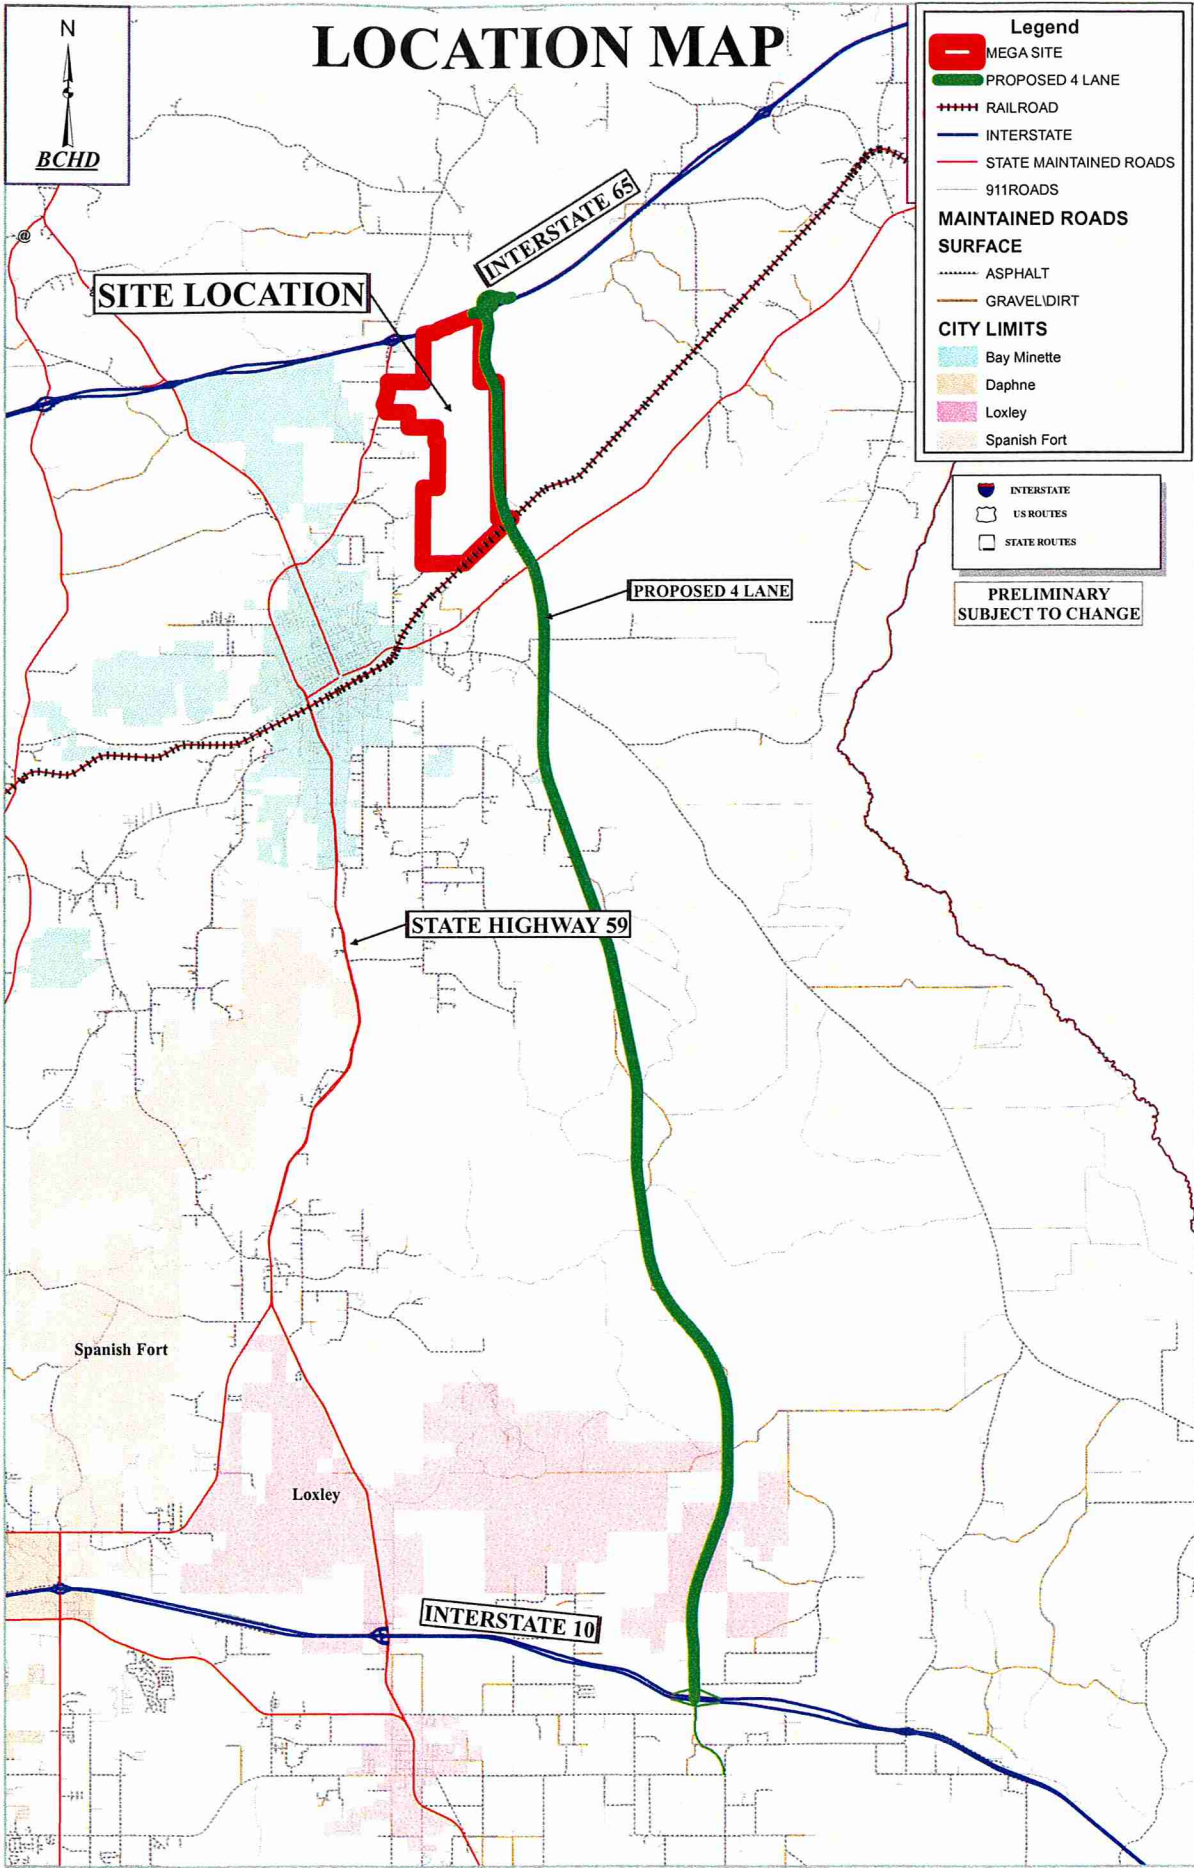 LOCATION MAP
N
BCHD
Legend
MEGA SITE
PROPOSED 4 LANE
RAILROAD
INTERSTATE
STATE MAINTAINED ROADS
911ROADS
MAINTAINED ROADS
SURFACE
ASPHALT
GRAVEL\DIRT
CITY LIMITS
Bay Minette
Daphne
Loxley
Spanish Fort
INTERSTATE
US ROUTES
STATE ROUTES
PRELIMINARY
SUBJECT TO CHANGE
INTERSTATE 65
@
SITE LOCATION
PROPOSED 4 LANE
STATE HIGHWAY 59
Spanish Fort
Loxley
INTERSTATE 10